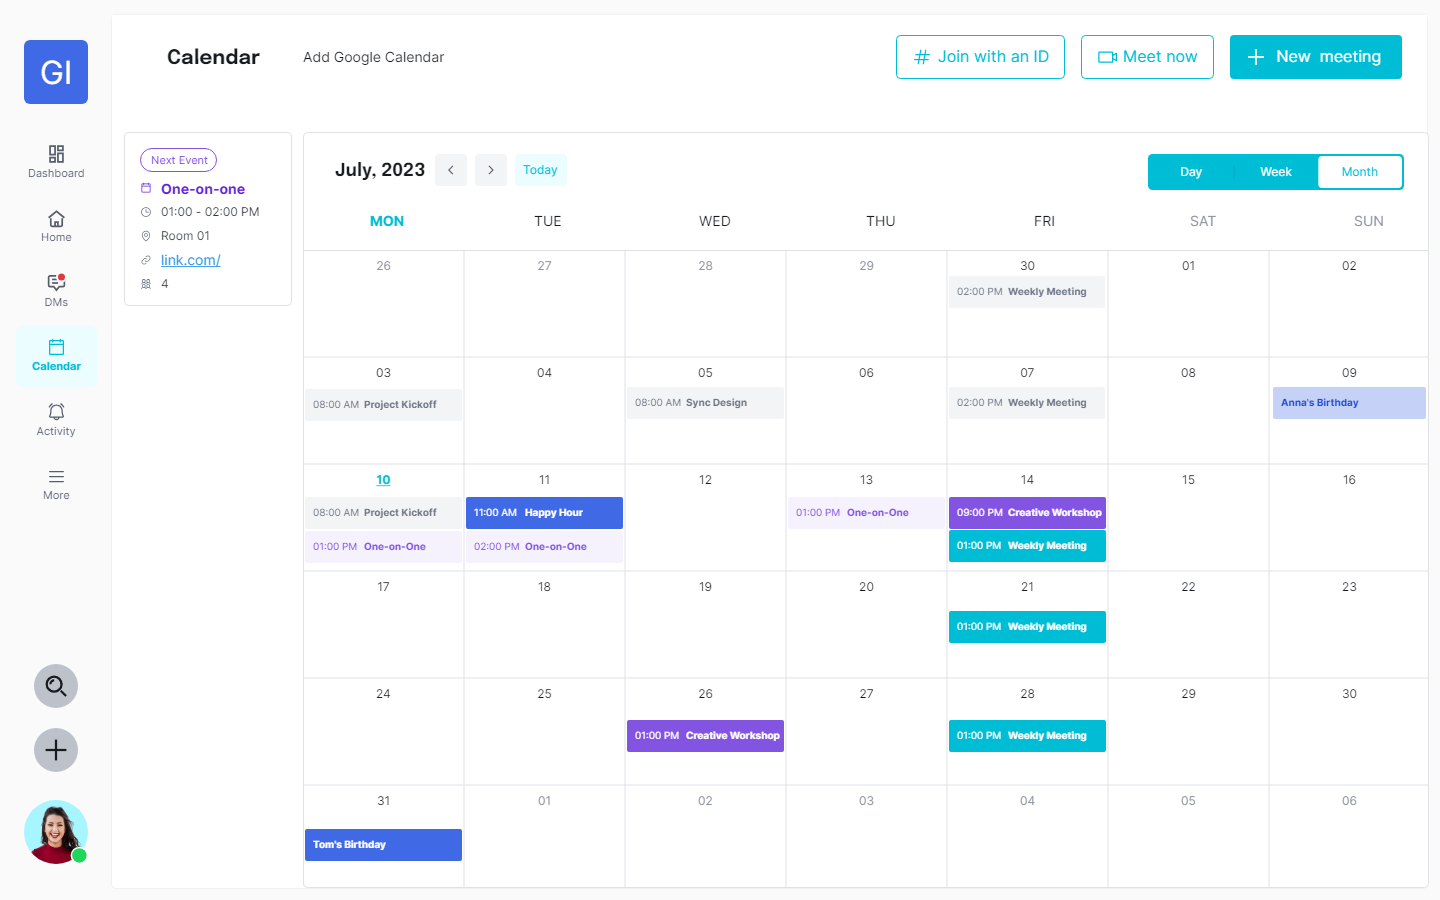 GI
Calendar
Add Google Calendar
Join with an ID
Meet now
New meeting
Dashboard
Home
DMs
Calendar
Activity
More
Next Event
One-on-one
01:00 - 02:00 PM
Room 01
link.com/
4
July, 2023
Today
Day
Week
Month
MON TUE WED THU FRI SAT SUN
26 27 28 29 30 01 02
02:00 PM Weekly Meeting
03 04 05 06 07 08 09
08:00 AM Project Kickoff
08:00 AM Sync Design
02:00 PM Weekly Meeting
Anna's Birthday
10 11 12 13 14 15 16
08:00 AM Project Kickoff
11:00 AM Happy Hour
01:00 PM One-on-One
09:00 PM Creative Workshop
01:00 PM One-on-One
02:00 PM One-on-One
01:00 PM Weekly Meeting
17 18 19 20 21 22 23
01:00 PM Weekly Meeting
24 25 26 27 28 29 30
01:00 PM Creative Workshop
01:00 PM Weekly Meeting
31 01 02 03 04 05 06
Tom's Birthday